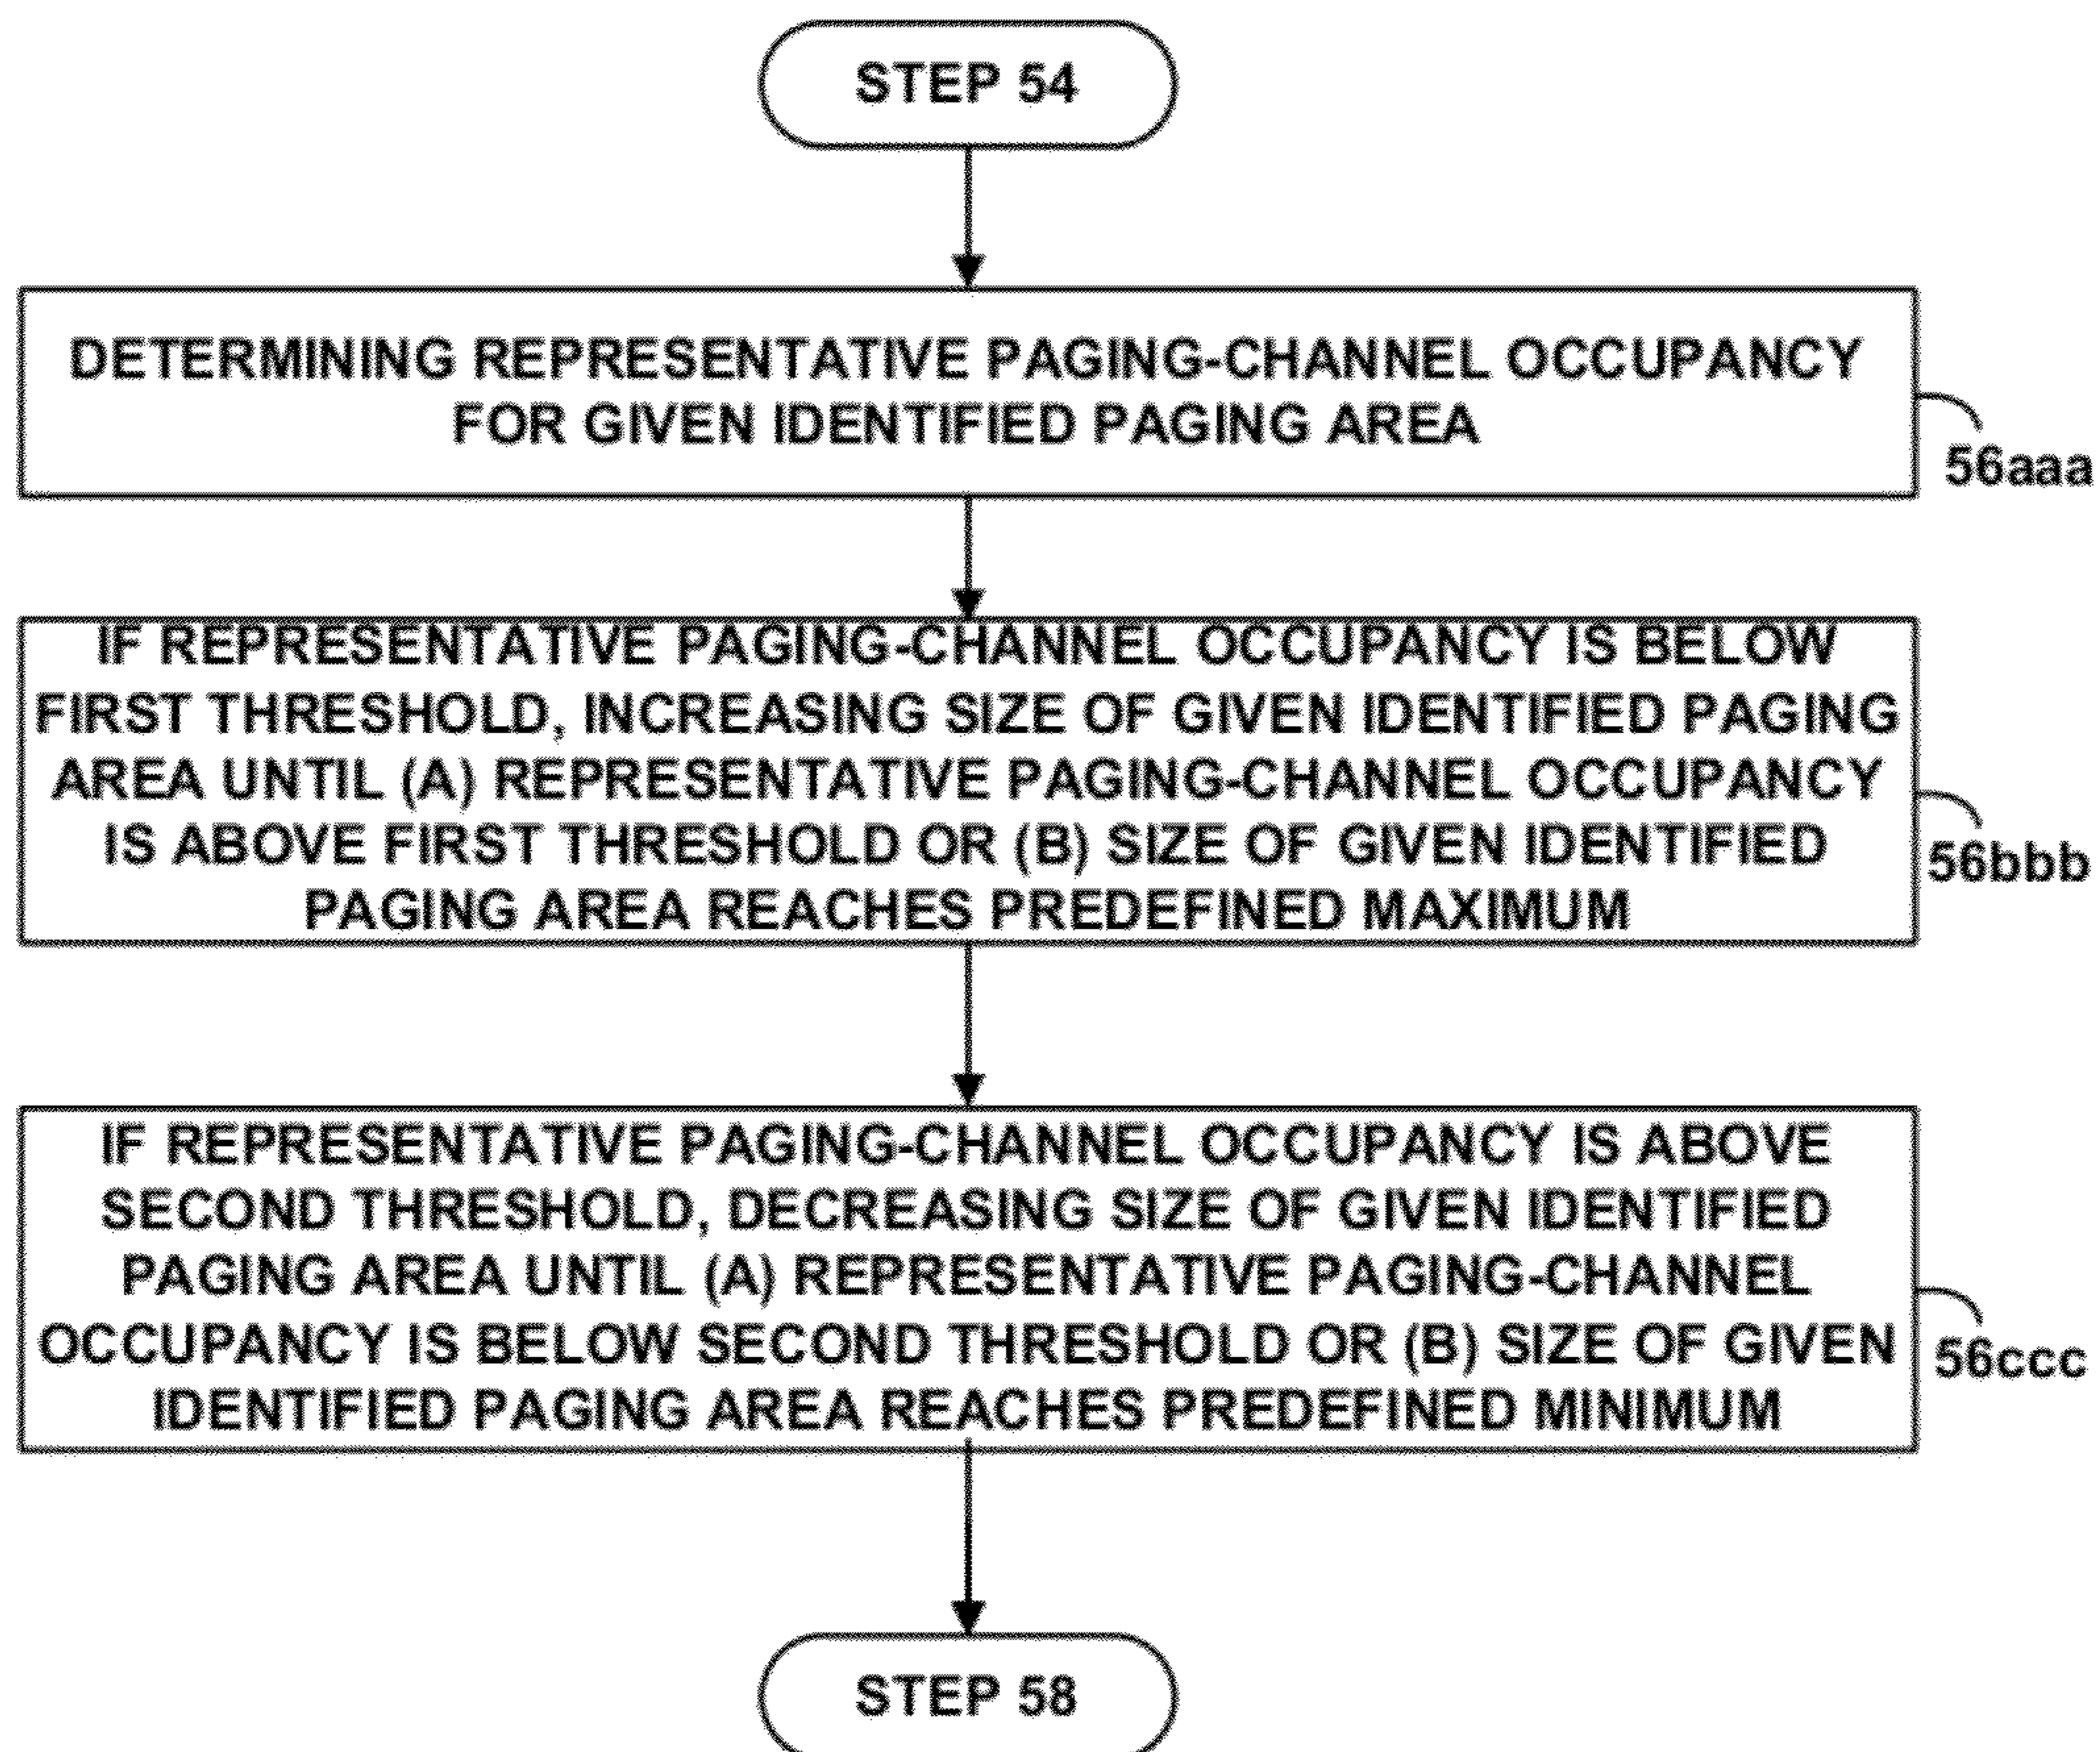 STEP 54
DETERMINING REPRESENTATIVE PAGING-CHANNEL OCCUPANCY
FOR GIVEN IDENTIFIED PAGING AREA
56aaa
IF REPRESENTATIVE PAGING-CHANNEL OCCUPANCY IS BELOW
FIRST THRESHOLD, INCREASING SIZE OF GIVEN IDENTIFIED PAGING
AREA UNTIL (A) REPRESENTATIVE PAGING-CHANNEL OCCUPANCY
IS ABOVE FIRST THRESHOLD OR (B) SIZE OF GIVEN IDENTIFIED
PAGING AREA REACHES PREDEFINED MAXIMUM
56bbb
IF REPRESENTATIVE PAGING-CHANNEL OCCUPANCY IS ABOVE
SECOND THRESHOLD, DECREASING SIZE OF GIVEN IDENTIFIED
PAGING AREA UNTIL (A) REPRESENTATIVE PAGING-CHANNEL
OCCUPANCY IS BELOW SECOND THRESHOLD OR (B) SIZE OF GIVEN
IDENTIFIED PAGING AREA REACHES PREDEFINED MINIMUM
56ccc
STEP 58